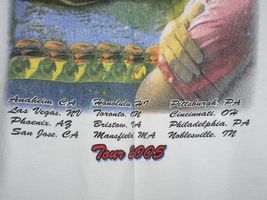 Anaheim, CA Honolulu, HI Pittsburgh, PA
Las Vegas, NV Toronto, ON Cincinnati, OH
Phoenix, AZ Bristow, VA Philadelphia, PA
San Jose, CA Mansfield, MA Noblesville, IN
Tour 2005